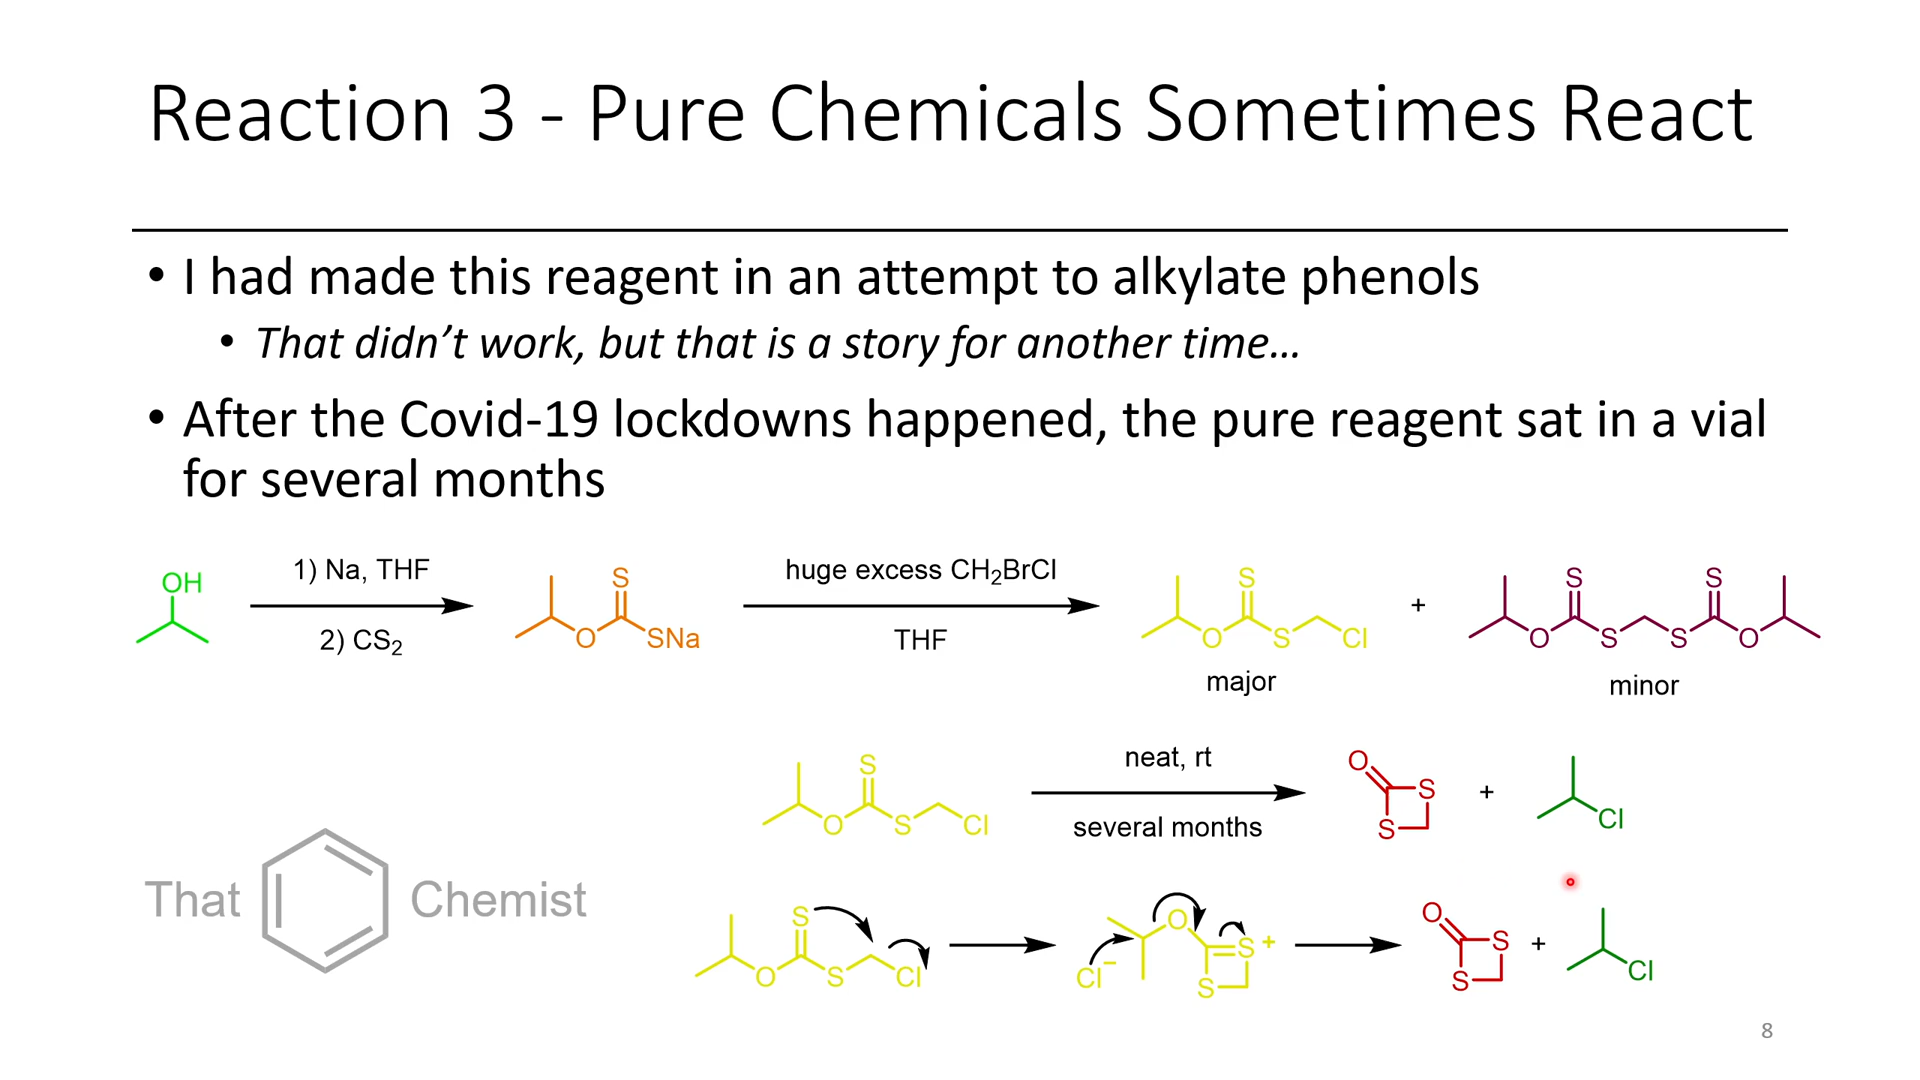 Reaction 3 - Pure Chemicals Sometimes React
• I had made this reagent in an attempt to alkylate phenols
• That didn’t work, but that is a story for another time…
• After the Covid-19 lockdowns happened, the pure reagent sat in a vial
for several months
OH
1) Na, THF
2) CS₂
S
O
SNa
huge excess CH₂BrCl
THF
S
O
S
Cl
major
+
S
S
O
S
S
O
minor
S
O
S
Cl
neat, rt
several months
O
S
S
+
Cl
That
Chemist
S
O
S
Cl
O
Cl⁻
S+
S
O
S
S
+
Cl
8